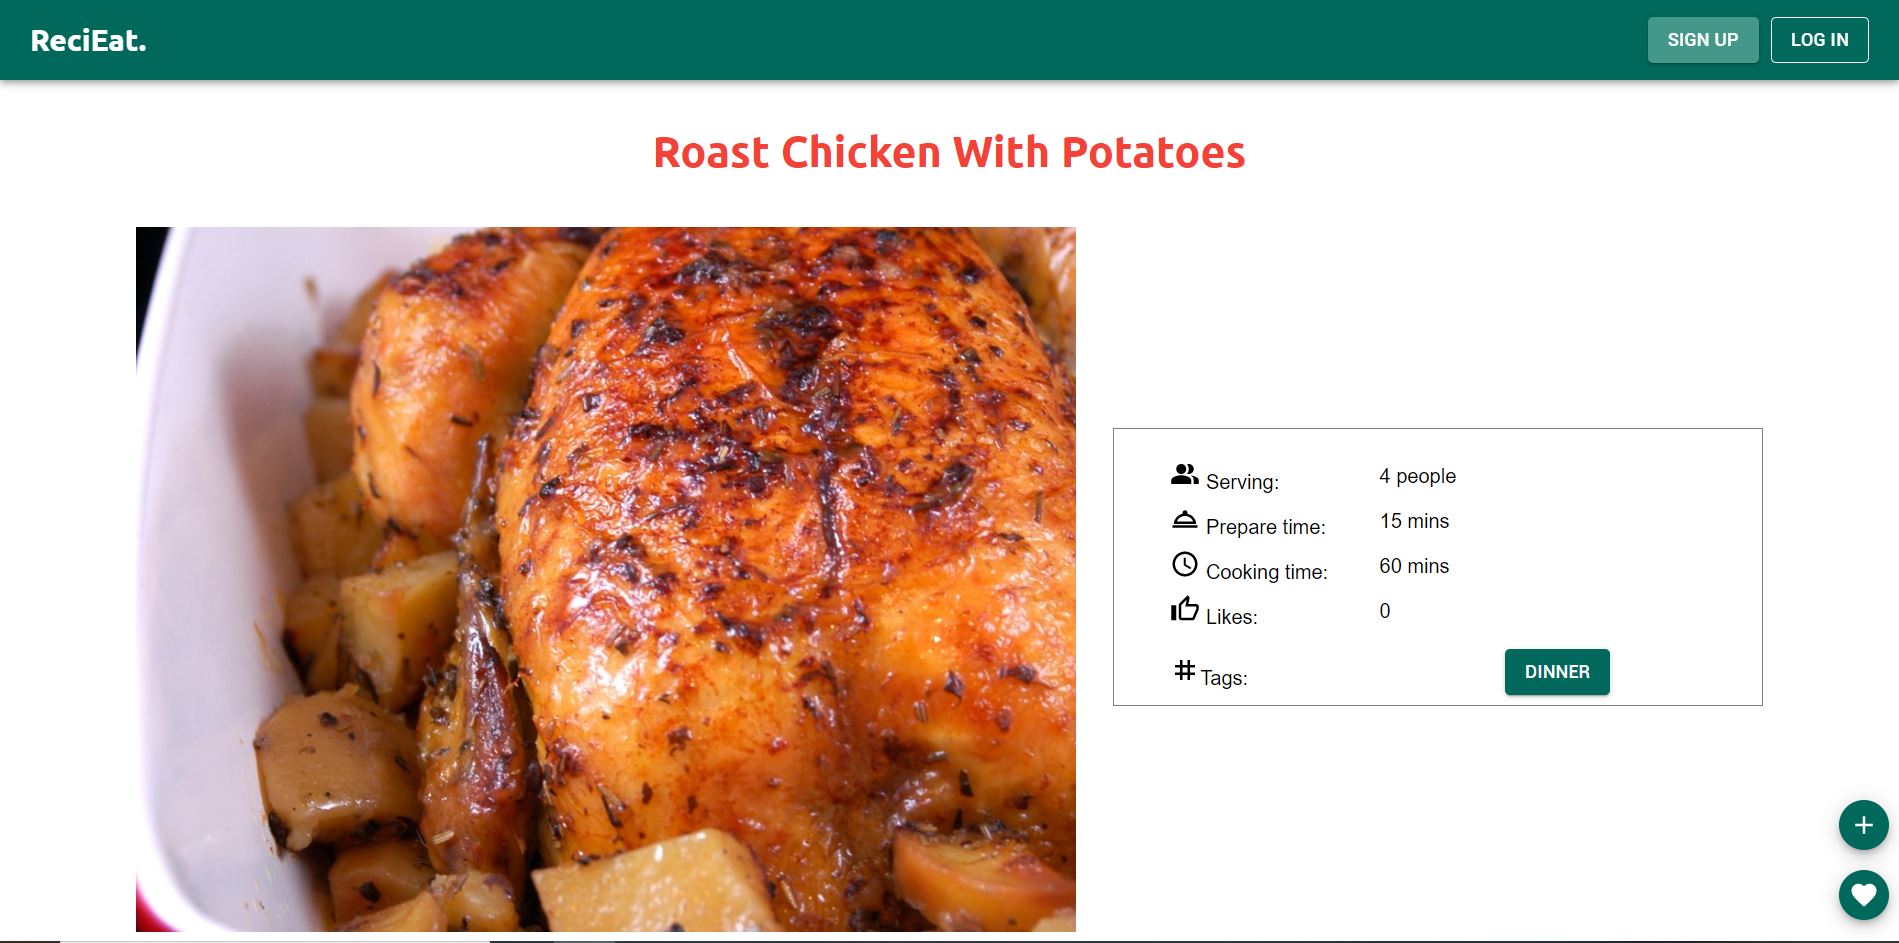 ReciEat.
SIGN UP
LOG IN
Roast Chicken With Potatoes
Serving: 4 people
Prepare time: 15 mins
Cooking time: 60 mins
Likes: 0
Tags: DINNER